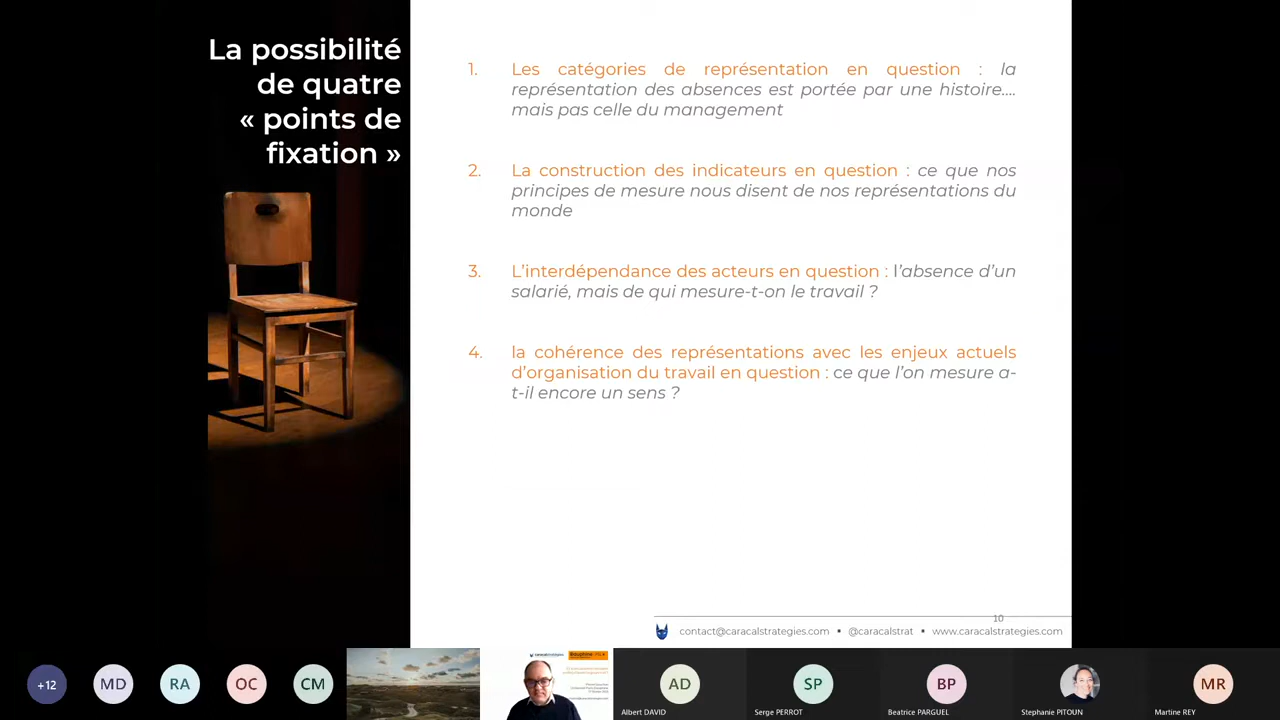 La possibilité
de quatre
« points de
fixation »
1. Les catégories de représentation en question : la
représentation des absences est portée par une histoire....
mais pas celle du management
2. La construction des indicateurs en question : ce que nos
principes de mesure nous disent de nos représentations du
monde
3. L’interdépendance des acteurs en question : l’absence d’un
salarié, mais de qui mesure-t-on le travail ?
4. la cohérence des représentations avec les enjeux actuels
d’organisation du travail en question : ce que l’on mesure a-
t-il encore un sens ?
10
contact@caracalstrategies.com ▪ @caracalstrat ▪ www.caracalstrategies.com
+12
MD
RA
OC
CM
AD
SP
BP
MR
Albert DAVID
Serge PERROT
Beatrice PARGUEL
Stephanie PITOUN
Martine REY